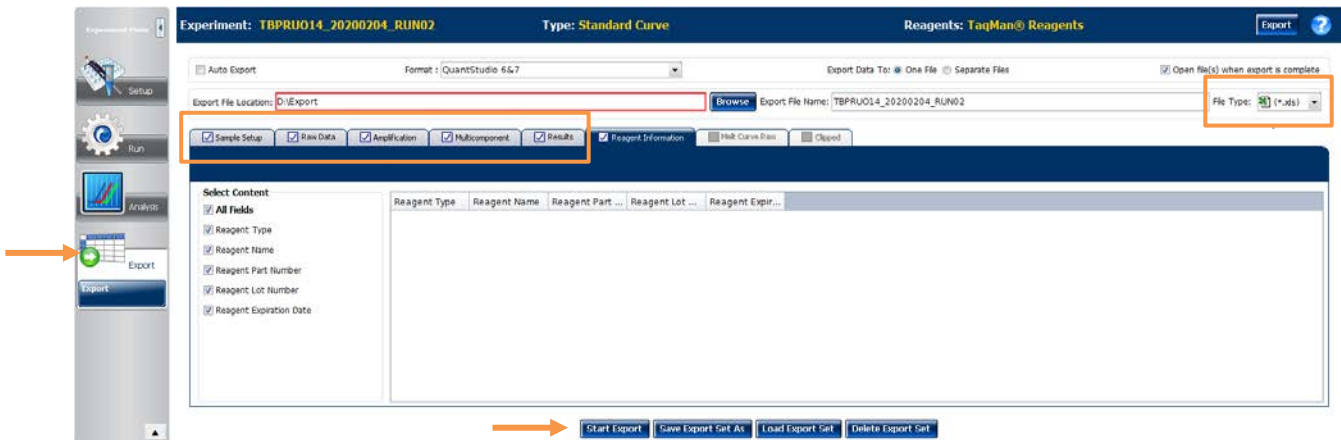 Experiment Menu
Experiment: TBPRUO14_20200204_RUN02 Type: Standard Curve Reagents: TaqMan® Reagents Export ?
Auto Export Format : QuantStudio 6&7 Export Data To: One File Separate Files Open file(s) when export is complete
Setup
Export File Location: D:\Export Browse Export File Name: TBPRUO14_20200204_RUN02 File Type: (*.xls)
Sample Setup Raw Data Amplification Multicomponent Results Reagent Information Melt Curve Raw Clipped
Run
Select Content
All Fields
Reagent Type
Reagent Name
Reagent Part Number
Reagent Lot Number
Reagent Expiration Date
Reagent Type Reagent Name Reagent Part ... Reagent Lot ... Reagent Expir...
Analysis
Export
Export
Start Export Save Export Set As Load Export Set Delete Export Set